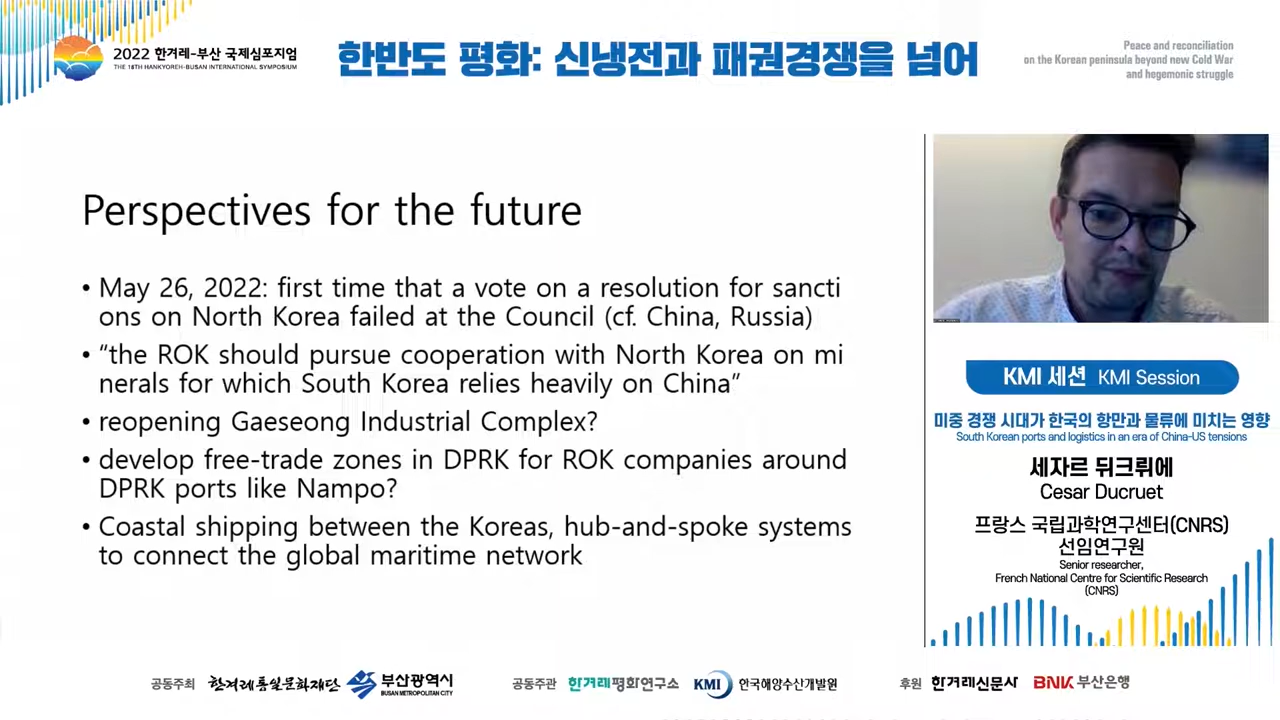 2022 한겨레-부산 국제심포지엄
THE 18TH HANKYOREH-BUSAN INTERNATIONAL SYMPOSIUM
한반도 평화: 신냉전과 패권경쟁을 넘어
Peace and reconciliation
on the Korean peninsula beyond new Cold War
and hegemonic struggle
Perspectives for the future
• May 26, 2022: first time that a vote on a resolution for sancti
ons on North Korea failed at the Council (cf. China, Russia)
• “the ROK should pursue cooperation with North Korea on mi
nerals for which South Korea relies heavily on China”
• reopening Gaeseong Industrial Complex?
• develop free-trade zones in DPRK for ROK companies around
DPRK ports like Nampo?
• Coastal shipping between the Koreas, hub-and-spoke systems
to connect the global maritime network
KMI 세션 KMI Session
미중 경쟁 시대가 한국의 항만과 물류에 미치는 영향
South Korean ports and logistics in an era of China-US tensions
세자르 뒤크뤼에
Cesar Ducruet
프랑스 국립과학연구센터(CNRS)
선임연구원
Senior researcher,
French National Centre for Scientific Research
(CNRS)
공동주최 한겨레통일문화재단 부산광역시
BUSAN METROPOLITAN CITY
공동주관 한겨레평화연구소 KMI 한국해양수산개발원
후원 한겨레신문사 BNK 부산은행